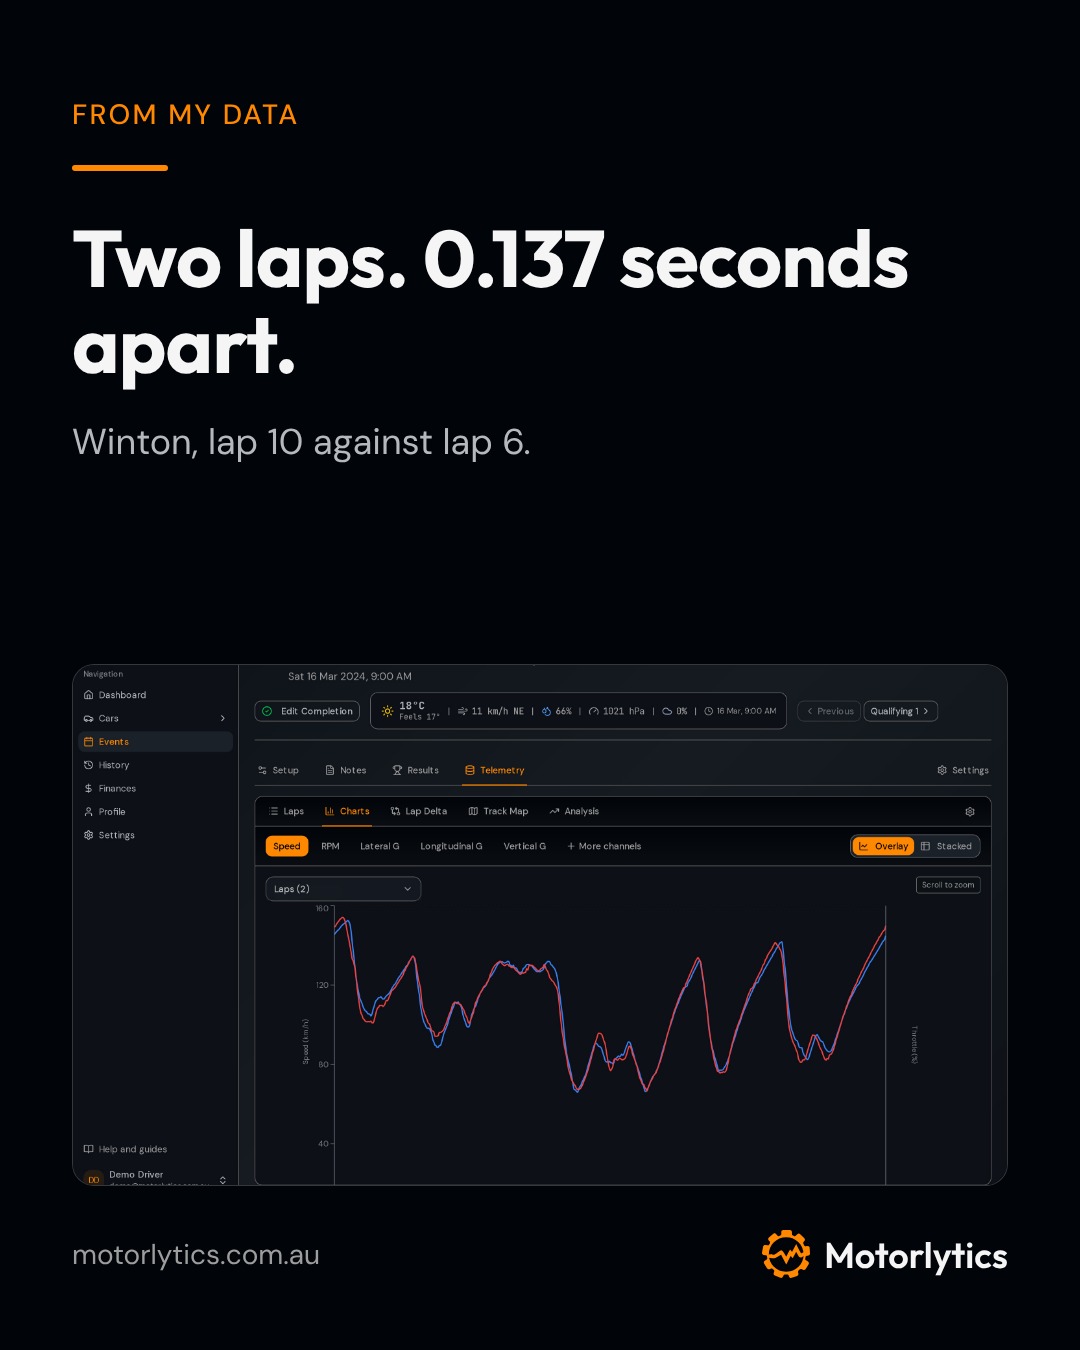 FROM MY DATA
Two laps. 0.137 seconds
apart.
Winton, lap 10 against lap 6.
Navigation
Dashboard
Cars
Events
History
Finances
Profile
Settings
Help and guides
DD
Demo Driver
Sat 16 Mar 2024, 9:00 AM
Edit Completion
18°C
Feels 17°
| 11 km/h NE | 66% | 1021 hPa | 0% | 16 Mar, 9:00 AM
Previous
Qualifying 1
Setup Notes Results Telemetry Settings
Laps Charts Lap Delta Track Map Analysis
Speed RPM Lateral G Longitudinal G Vertical G + More channels Overlay Stacked
Laps (2)
Scroll to zoom
160
120
80
40
Speed (km/h)
Throttle (%)
motorlytics.com.au
Motorlytics